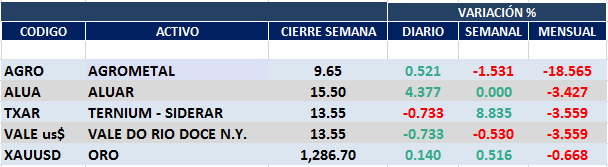 VARIACIÓN %
CODIGO ACTIVO CIERRE SEMANA DIARIO SEMANAL MENSUAL
AGRO AGROMETAL 9.65 0.521 -1.531 -18.565
ALUA ALUAR 15.50 4.377 0.000 -3.427
TXAR TERNIUM - SIDERAR 13.55 -0.733 8.835 -3.559
VALE us$ VALE DO RIO DOCE N.Y. 13.55 -0.733 -0.530 -3.559
XAUUSD ORO 1,286.70 0.140 0.516 -0.668